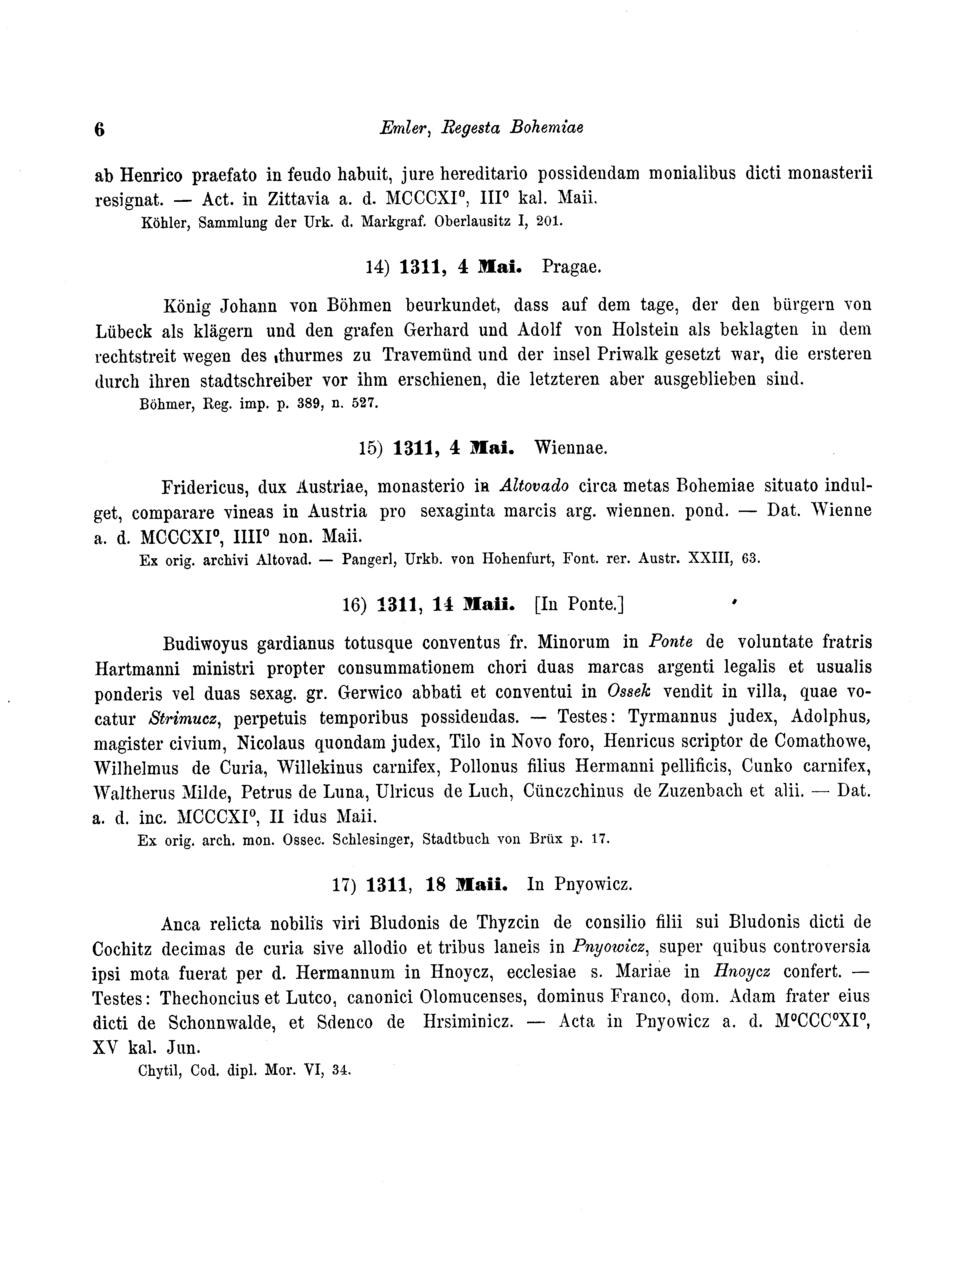 6 Emler, Regesta Bohemiae
ab Henrico praefato in feudo habuit, jure hereditario possidendam monialibus dicti monasterii
resignat. — Act. in Zittavia a. d. MCCCXI⁰, III⁰ kal. Maii.
Köhler, Sammlung der Urk. d. Markgraf. Oberlausitz I, 201.
14) 1311, 4 Mai. Pragae.
König Johann von Böhmen beurkundet, dass auf dem tage, der den bürgern von
Lübeck als klägern und den grafen Gerhard und Adolf von Holstein als beklagten in dem
rechtstreit wegen des thurmes zu Travemünd und der insel Priwalk gesetzt war, die ersteren
durch ihren stadtschreiber vor ihm erschienen, die letzteren aber ausgeblieben sind.
Böhmer, Reg. imp. p. 389, n. 527.
15) 1311, 4 Mai. Wiennae.
Fridericus, dux Austriae, monasterio in Altovado circa metas Bohemiae situato indul-
get, comparare vineas in Austria pro sexaginta marcis arg. wiennen. pond. — Dat. Wienne
a. d. MCCCXI⁰, IIII⁰ non. Maii.
Ex orig. archivi Altovad. — Pangerl, Urkb. von Hohenfurt, Font. rer. Austr. XXIII, 63.
16) 1311, 14 Maii. [In Ponte.]
Budiwoyus gardianus totusque conventus fr. Minorum in Ponte de voluntate fratris
Hartmanni ministri propter consummationem chori duas marcas argenti legalis et usualis
ponderis vel duas sexag. gr. Gerwico abbati et conventui in Ossek vendit in villa, quae vo-
catur Strimucz, perpetuis temporibus possidendas. — Testes: Tyrmannus judex, Adolphus,
magister civium, Nicolaus quondam judex, Tilo in Novo foro, Henricus scriptor de Comathowe,
Wilhelmus de Curia, Willekinus carnifex, Pollonus filius Hermanni pellificis, Cunko carnifex,
Waltherus Milde, Petrus de Luna, Ulricus de Luch, Cünczchinus de Zuzenbach et alii. — Dat.
a. d. inc. MCCCXI⁰, II idus Maii.
Ex orig. arch. mon. Ossec. Schlesinger, Stadtbuch von Brüx p. 17.
17) 1311, 18 Maii. In Pnyowicz.
Anca relicta nobilis viri Bludonis de Thyzcin de consilio filii sui Bludonis dicti de
Cochitz decimas de curia sive allodio et tribus laneis in Pnyowicz, super quibus controversia
ipsi mota fuerat per d. Hermannum in Hnoycz, ecclesiae s. Mariae in Hnoycz confert. —
Testes: Thechoncius et Lutco, canonici Olomucenses, dominus Franco, dom. Adam frater eius
dicti de Schonnwalde, et Sdenco de Hrsiminicz. — Acta in Pnyowicz a. d. M⁰CCC⁰XI⁰,
XV kal. Jun.
Chytil, Cod. dipl. Mor. VI, 34.